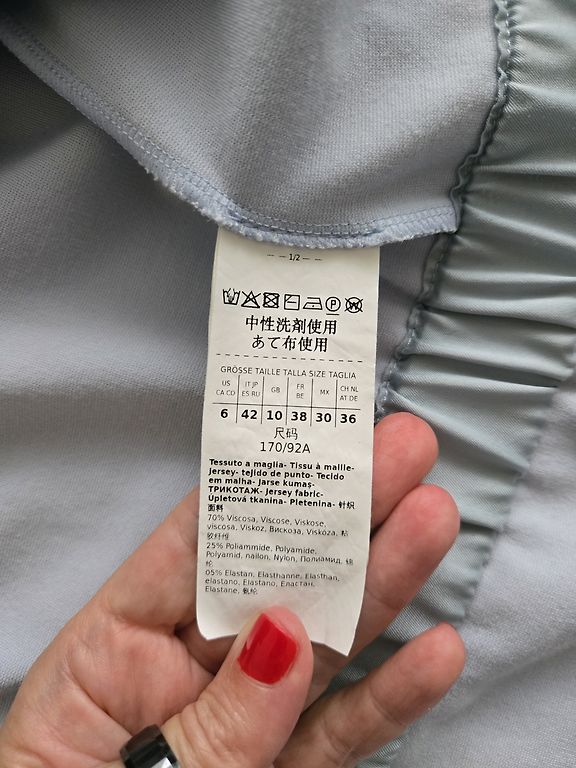 — — 1/2 — —
中性洗剤使用
あて布使用
GRÖSSE TAILLE TALLA SIZE TAGLIA
US CA CD IT JP ES RU GB FR BE MX CH NL AT DE
6 42 10 38 30 36
尺码
170/92A
Tessuto a maglia- Tissu à maille-
Jersey- tejido de punto- Tecido
em malha- Jarse kumaş-
ТРИКОТАЖ- Jersey fabric-
Úpletová tkanina- Pletenina- 针织
面料
70% Viscosa, Viscose, Viskose,
viscosa, Viskoz, Вискоза, Viskóza, 粘
胶纤维
25% Poliammide, Polyamide,
Polyamid, nailon, Nylon, Полиамид, 锦
纶
05% Elastan, Elasthanne, Elasthan,
elastano, Elastano, Еластан,
Elastane, 氨纶